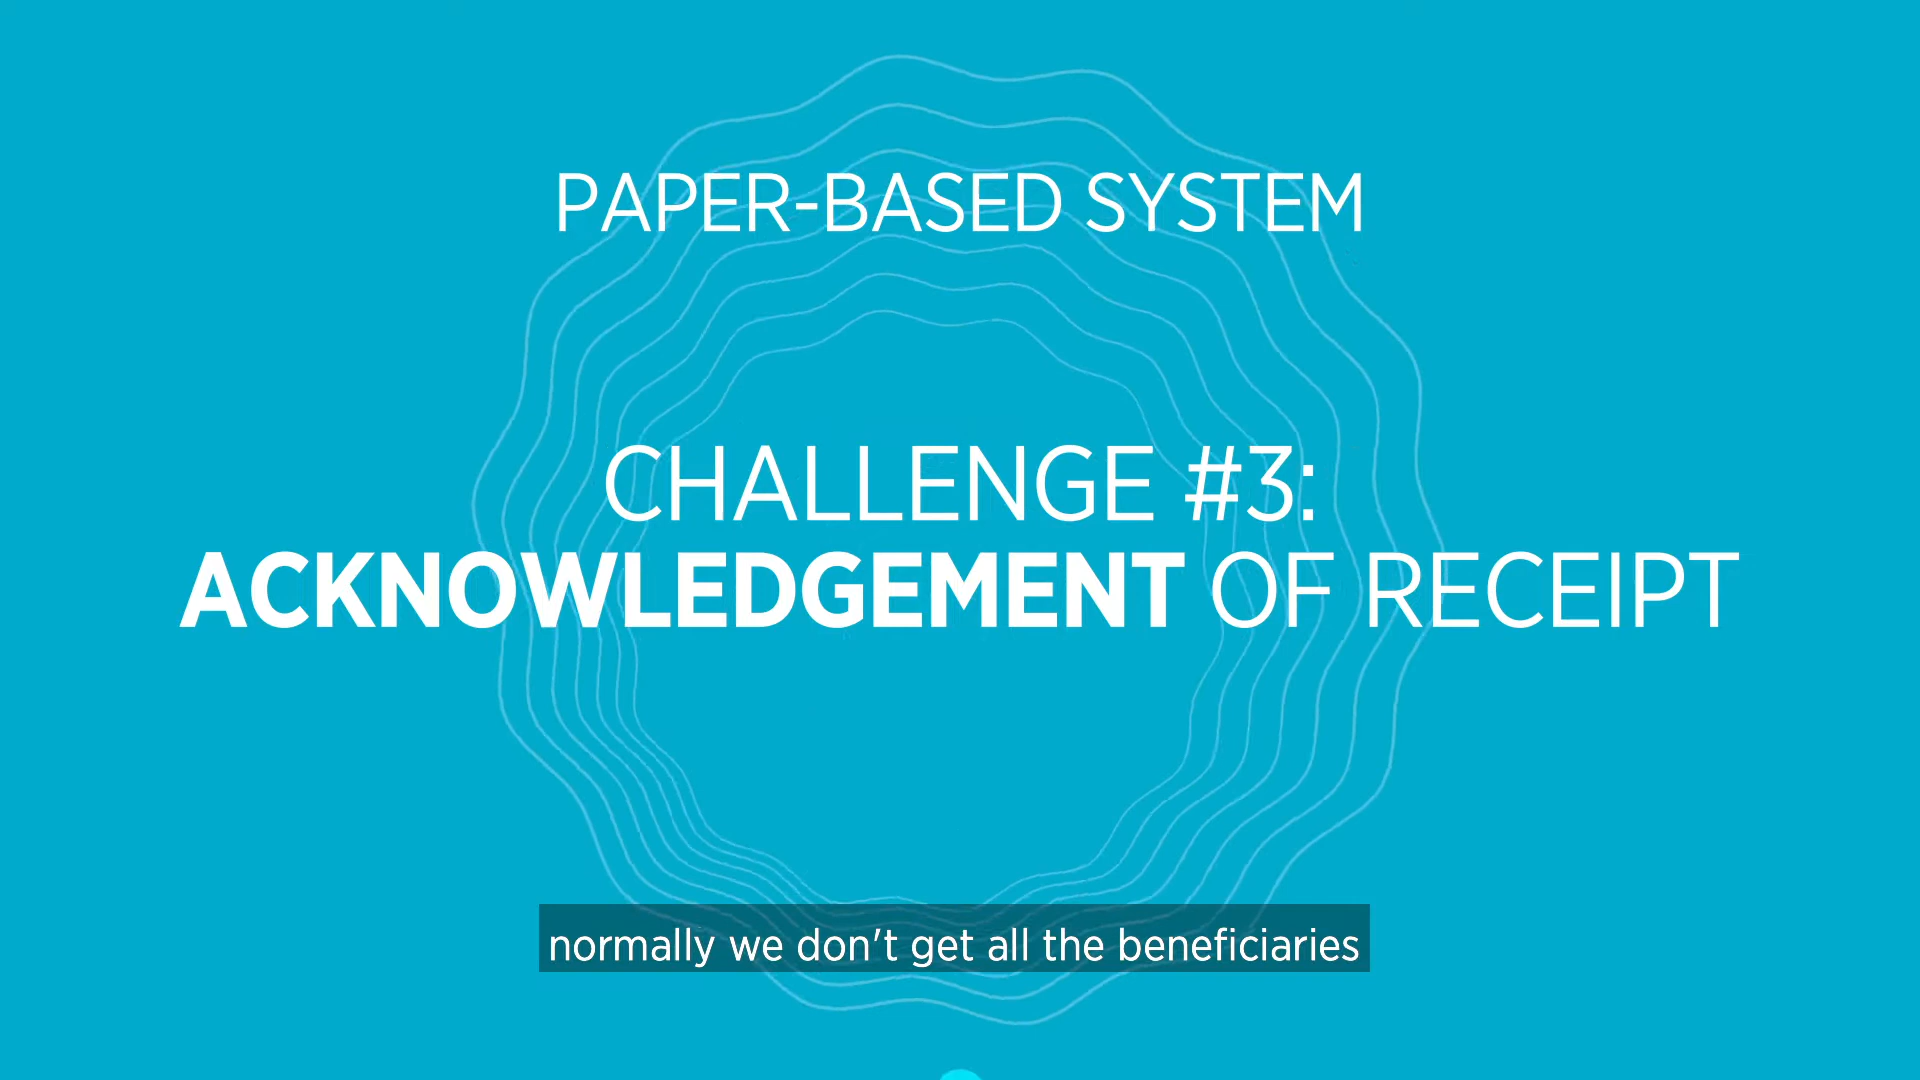 PAPER-BASED SYSTEM
CHALLENGE #3:
ACKNOWLEDGEMENT OF RECEIPT
normally we don't get all the beneficiaries